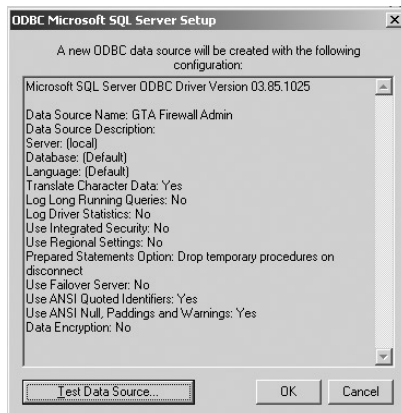 ODBC Microsoft SQL Server Setup
A new ODBC data source will be created with the following
configuration:
Microsoft SQL Server ODBC Driver Version 03.85.1025
Data Source Name: GTA Firewall Admin
Data Source Description:
Server: (local)
Database: (Default)
Language: (Default)
Translate Character Data: Yes
Log Long Running Queries: No
Log Driver Statistics: No
Use Integrated Security: No
Use Regional Settings: No
Prepared Statements Option: Drop temporary procedures on
disconnect
Use Failover Server: No
Use ANSI Quoted Identifiers: Yes
Use ANSI Null, Paddings and Warnings: Yes
Data Encryption: No
Test Data Source...
OK
Cancel